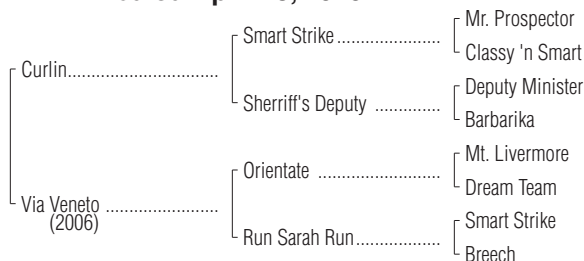 Mr. Prospector
Smart Strike
Classy 'n Smart
Curlin
Deputy Minister
Sherriff's Deputy
Barbarika
Mt. Livermore
Orientate
Dream Team
Via Veneto
(2006)
Smart Strike
Run Sarah Run
Breech